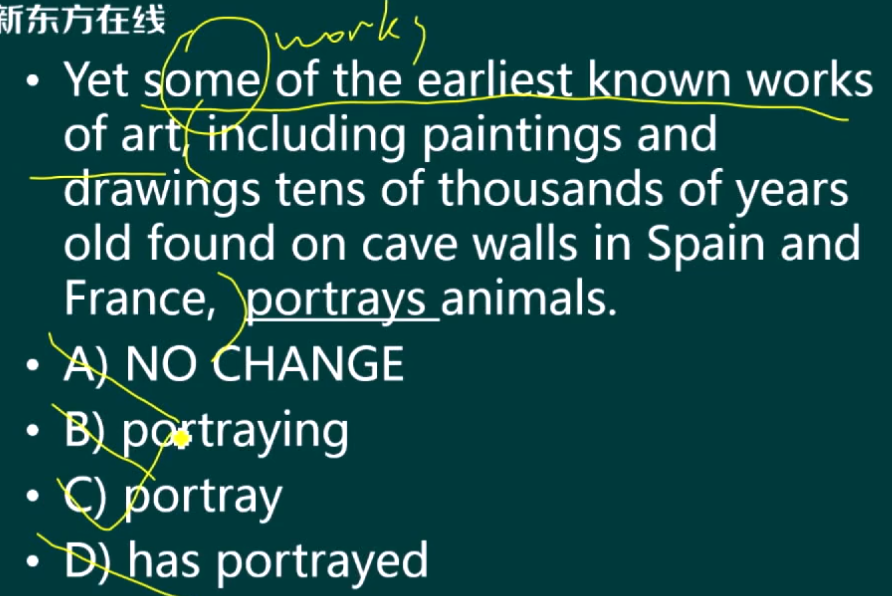 新东方在线
works
• Yet some of the earliest known works
of art, including paintings and
drawings tens of thousands of years
old found on cave walls in Spain and
France, portrays animals.
• A) NO CHANGE
• B) portraying
• C) portray
• D) has portrayed